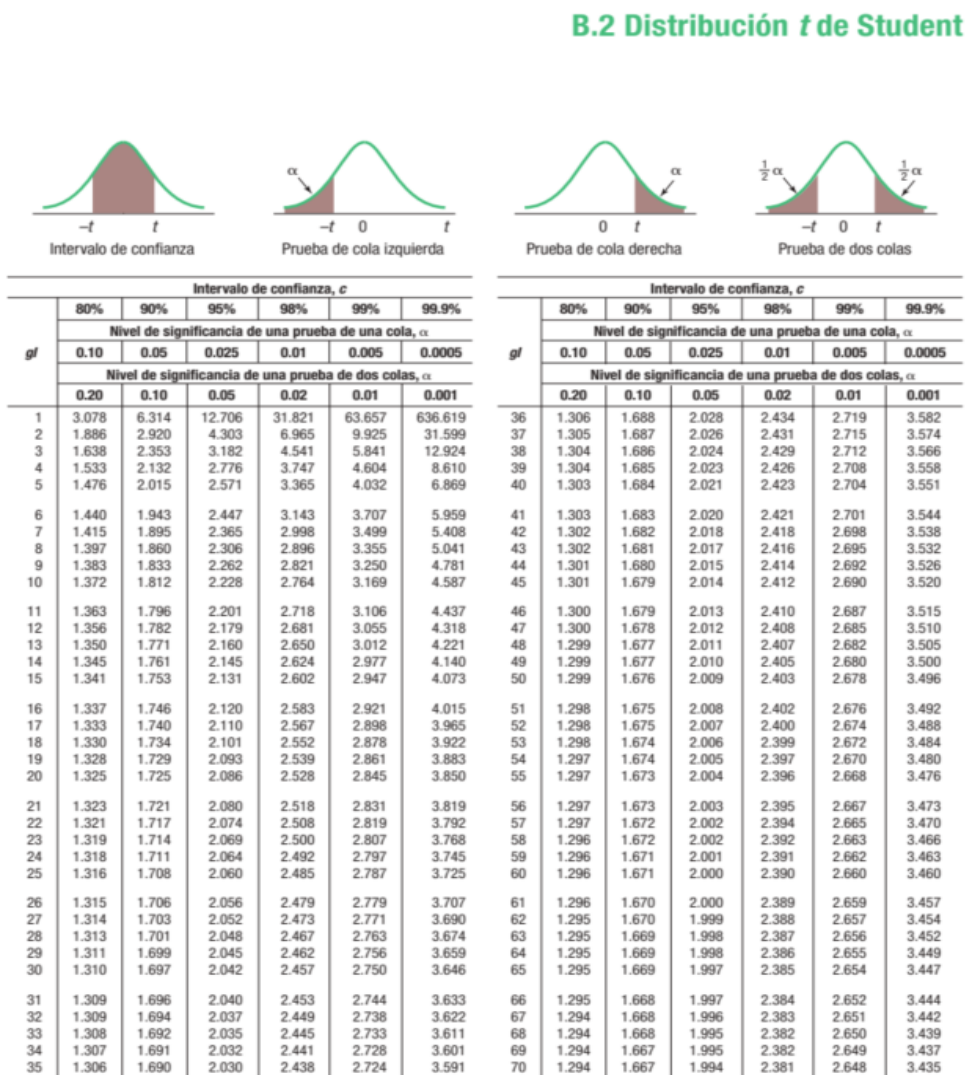 B.2 Distribución t de Student
α
–t t
Intervalo de confianza
–t 0 t
Prueba de cola izquierda
α
0 t
Prueba de cola derecha
1/2 α 1/2 α
–t 0 t
Prueba de dos colas
Intervalo de confianza, c
80% 90% 95% 98% 99% 99.9%
Nivel de significancia de una prueba de una cola, α
gl 0.10 0.05 0.025 0.01 0.005 0.0005
Nivel de significancia de una prueba de dos colas, α
0.20 0.10 0.05 0.02 0.01 0.001
1 3.078 6.314 12.706 31.821 63.657 636.619
2 1.886 2.920 4.303 6.965 9.925 31.599
3 1.638 2.353 3.182 4.541 5.841 12.924
4 1.533 2.132 2.776 3.747 4.604 8.610
5 1.476 2.015 2.571 3.365 4.032 6.869
6 1.440 1.943 2.447 3.143 3.707 5.959
7 1.415 1.895 2.365 2.998 3.499 5.408
8 1.397 1.860 2.306 2.896 3.355 5.041
9 1.383 1.833 2.262 2.821 3.250 4.781
10 1.372 1.812 2.228 2.764 3.169 4.587
11 1.363 1.796 2.201 2.718 3.106 4.437
12 1.356 1.782 2.179 2.681 3.055 4.318
13 1.350 1.771 2.160 2.650 3.012 4.221
14 1.345 1.761 2.145 2.624 2.977 4.140
15 1.341 1.753 2.131 2.602 2.947 4.073
16 1.337 1.746 2.120 2.583 2.921 4.015
17 1.333 1.740 2.110 2.567 2.898 3.965
18 1.330 1.734 2.101 2.552 2.878 3.922
19 1.328 1.729 2.093 2.539 2.861 3.883
20 1.325 1.725 2.086 2.528 2.845 3.850
21 1.323 1.721 2.080 2.518 2.831 3.819
22 1.321 1.717 2.074 2.508 2.819 3.792
23 1.319 1.714 2.069 2.500 2.807 3.768
24 1.318 1.711 2.064 2.492 2.797 3.745
25 1.316 1.708 2.060 2.485 2.787 3.725
26 1.315 1.706 2.056 2.479 2.779 3.707
27 1.314 1.703 2.052 2.473 2.771 3.690
28 1.313 1.701 2.048 2.467 2.763 3.674
29 1.311 1.699 2.045 2.462 2.756 3.659
30 1.310 1.697 2.042 2.457 2.750 3.646
31 1.309 1.696 2.040 2.453 2.744 3.633
32 1.309 1.694 2.037 2.449 2.738 3.622
33 1.308 1.692 2.035 2.445 2.733 3.611
34 1.307 1.691 2.032 2.441 2.728 3.601
35 1.306 1.690 2.030 2.438 2.724 3.591
Intervalo de confianza, c
80% 90% 95% 98% 99% 99.9%
Nivel de significancia de una prueba de una cola, α
gl 0.10 0.05 0.025 0.01 0.005 0.0005
Nivel de significancia de una prueba de dos colas, α
0.20 0.10 0.05 0.02 0.01 0.001
36 1.306 1.688 2.028 2.434 2.719 3.582
37 1.305 1.687 2.026 2.431 2.715 3.574
38 1.304 1.686 2.024 2.429 2.712 3.566
39 1.304 1.685 2.023 2.426 2.708 3.558
40 1.303 1.684 2.021 2.423 2.704 3.551
41 1.303 1.683 2.020 2.421 2.701 3.544
42 1.302 1.682 2.018 2.418 2.698 3.538
43 1.302 1.681 2.017 2.416 2.695 3.532
44 1.301 1.680 2.015 2.414 2.692 3.526
45 1.301 1.679 2.014 2.412 2.690 3.520
46 1.300 1.679 2.013 2.410 2.687 3.515
47 1.300 1.678 2.012 2.408 2.685 3.510
48 1.299 1.677 2.011 2.407 2.682 3.505
49 1.299 1.677 2.010 2.405 2.680 3.500
50 1.299 1.676 2.009 2.403 2.678 3.496
51 1.298 1.675 2.008 2.402 2.676 3.492
52 1.298 1.675 2.007 2.400 2.674 3.488
53 1.298 1.674 2.006 2.399 2.672 3.484
54 1.297 1.674 2.005 2.397 2.670 3.480
55 1.297 1.673 2.004 2.396 2.668 3.476
56 1.297 1.673 2.003 2.395 2.667 3.473
57 1.297 1.672 2.002 2.394 2.665 3.470
58 1.296 1.672 2.002 2.392 2.663 3.466
59 1.296 1.671 2.001 2.391 2.662 3.463
60 1.296 1.671 2.000 2.390 2.660 3.460
61 1.296 1.670 2.000 2.389 2.659 3.457
62 1.295 1.670 1.999 2.388 2.657 3.454
63 1.295 1.669 1.998 2.387 2.656 3.452
64 1.295 1.669 1.998 2.386 2.655 3.449
65 1.295 1.669 1.997 2.385 2.654 3.447
66 1.295 1.668 1.997 2.384 2.652 3.444
67 1.294 1.668 1.996 2.383 2.651 3.442
68 1.294 1.668 1.995 2.382 2.650 3.439
69 1.294 1.667 1.995 2.382 2.649 3.437
70 1.294 1.667 1.994 2.381 2.648 3.435